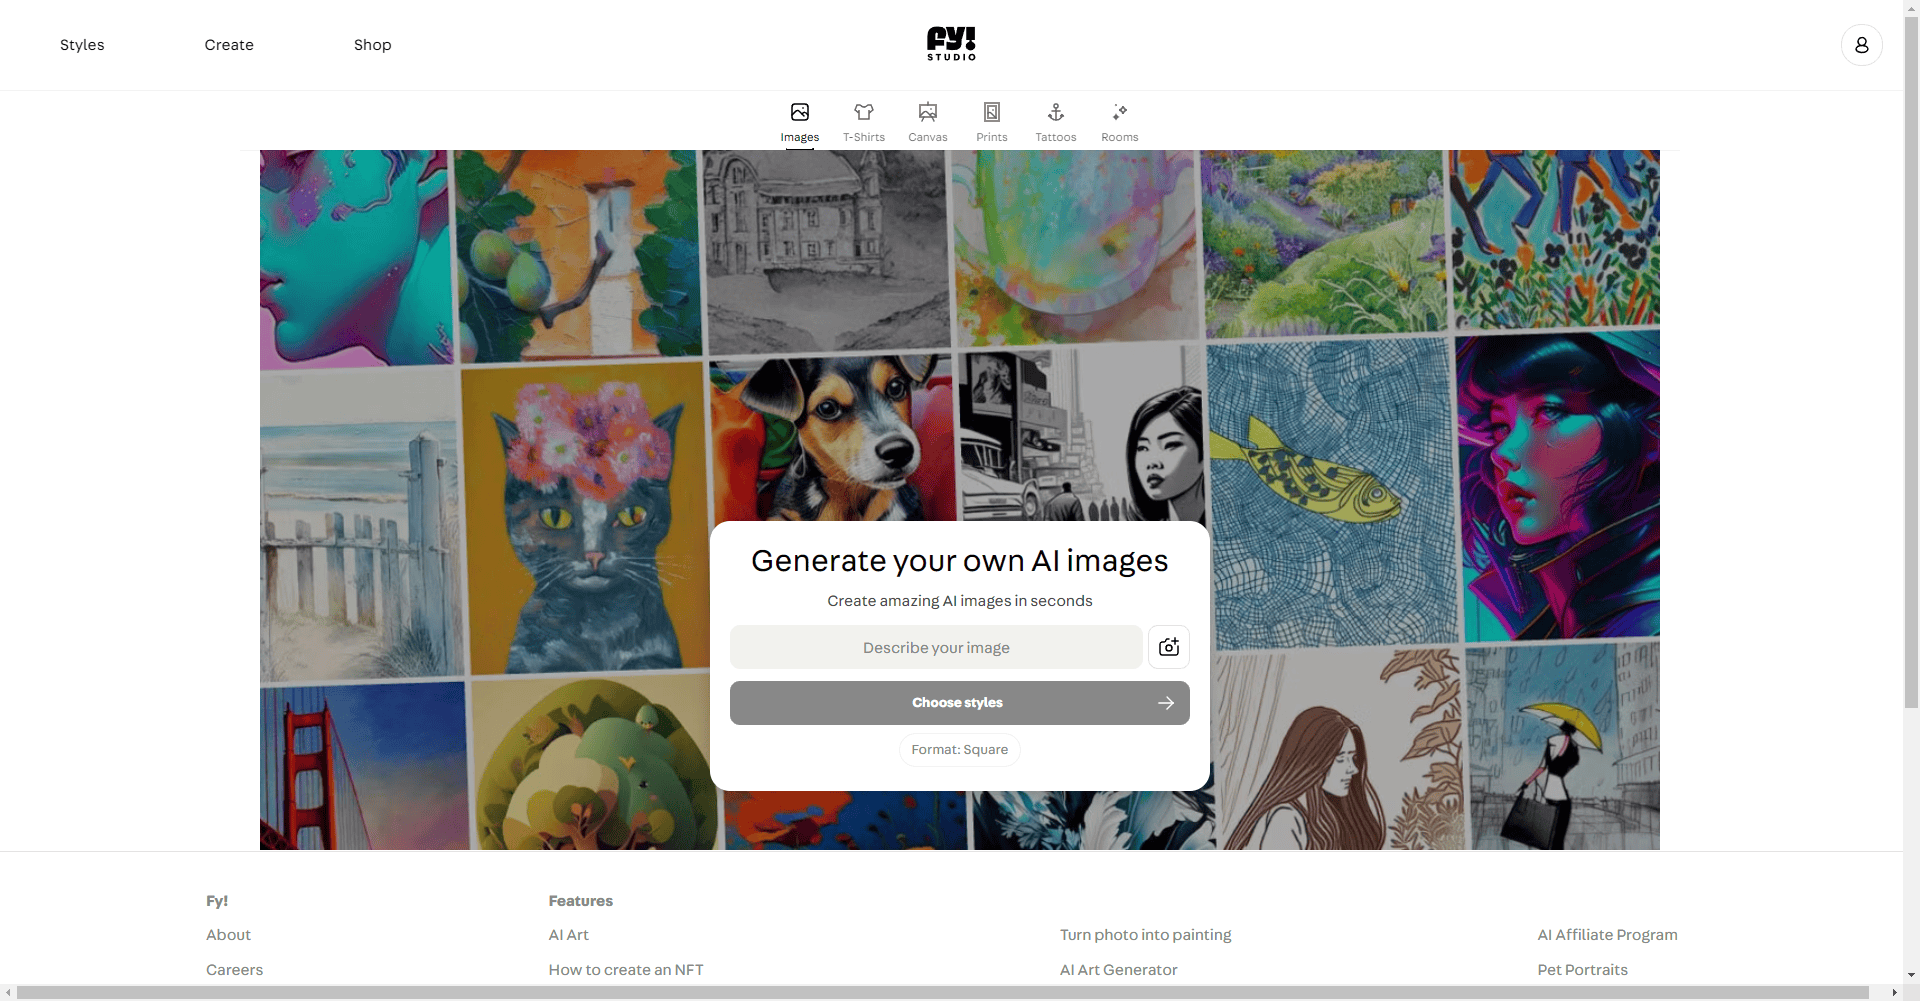 Styles
Create
Shop
Fy!
STUDIO
Images
T-Shirts
Canvas
Prints
Tattoos
Rooms
Generate your own AI images
Create amazing AI images in seconds
Describe your image
Choose styles
Format: Square
Fy!
About
Careers
Features
AI Art
How to create an NFT
Turn photo into painting
AI Art Generator
AI Affiliate Program
Pet Portraits